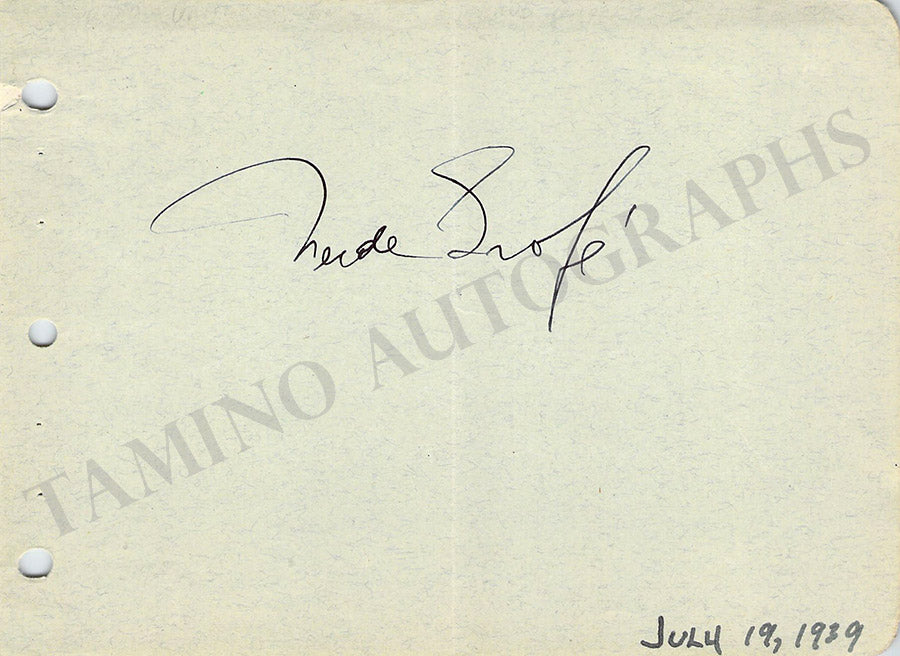 Ferde Grofé
TAMINO AUTOGRAPHS
JULY 19, 1939